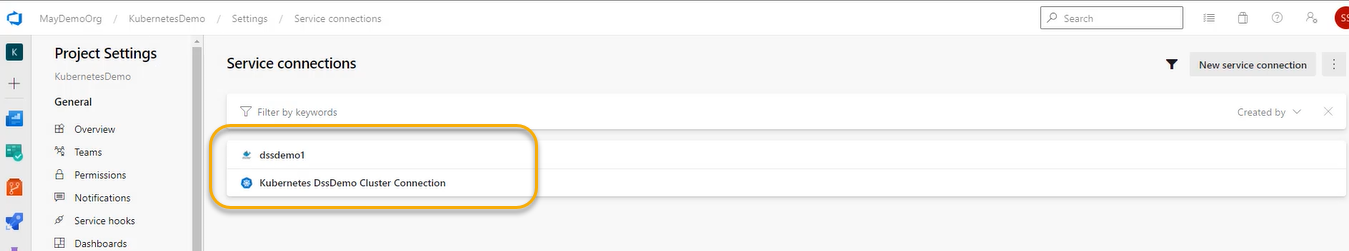 MayDemoOrg / KubernetesDemo / Settings / Service connections
Search
SS
K
Project Settings
KubernetesDemo
General
Overview
Teams
Permissions
Notifications
Service hooks
Dashboards
Service connections
New service connection
Filter by keywords
Created by
dssdemo1
Kubernetes DssDemo Cluster Connection